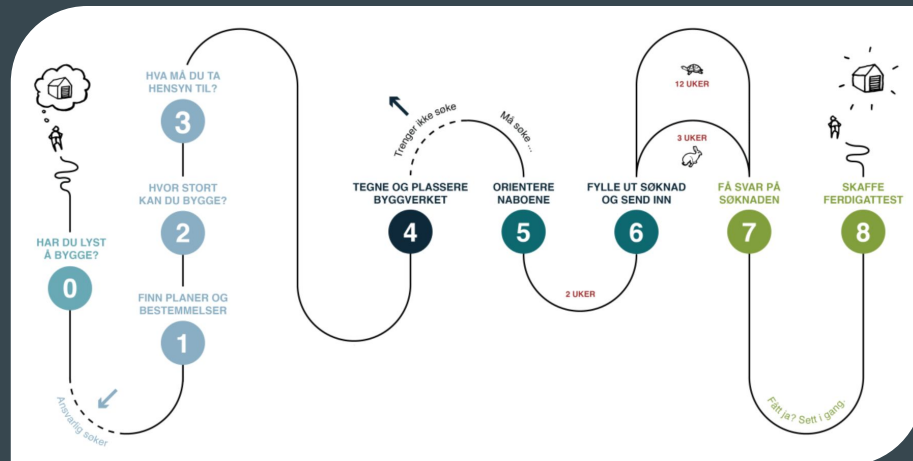 HAR DU LYST
Å BYGGE?
0
Ansvarlig søker
FINN PLANER OG
BESTEMMELSER
1
HVOR STORT
KAN DU BYGGE?
2
HVA MÅ DU TA
HENSYN TIL?
3
TEGNE OG PLASSERE
BYGGVERKET
4
Trenger ikke søke
Må søke ...
ORIENTERE
NABOENE
5
2 UKER
FYLLE UT SØKNAD
OG SEND INN
6
12 UKER
3 UKER
FÅ SVAR PÅ
SØKNADEN
7
Fått ja? Sett i gang.
SKAFFE
FERDIGATTEST
8